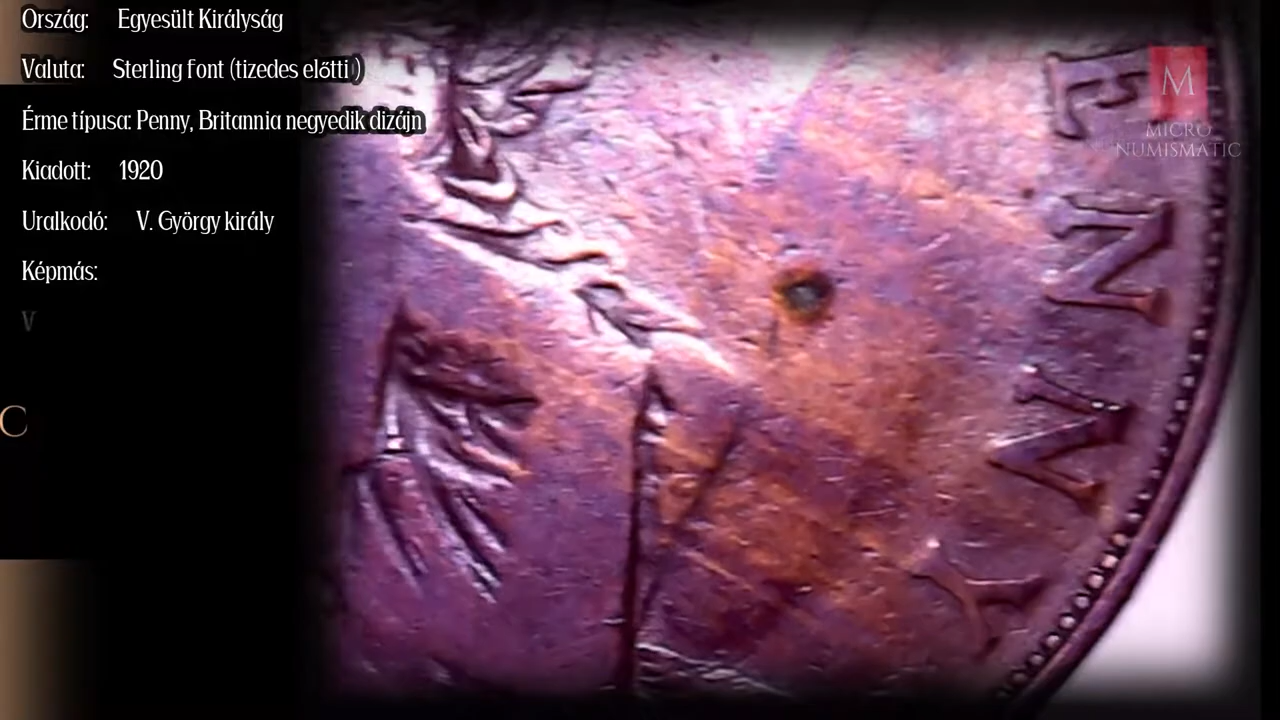 Ország: Egyesült Királyság
Valuta: Sterling font (tizedes előtti )
Érme típusa: Penny, Britannia negyedik dizájn
Kiadott: 1920
Uralkodó: V. György király
Képmás:
V
C
ENNY
M
MICRO
NUMISMATIC